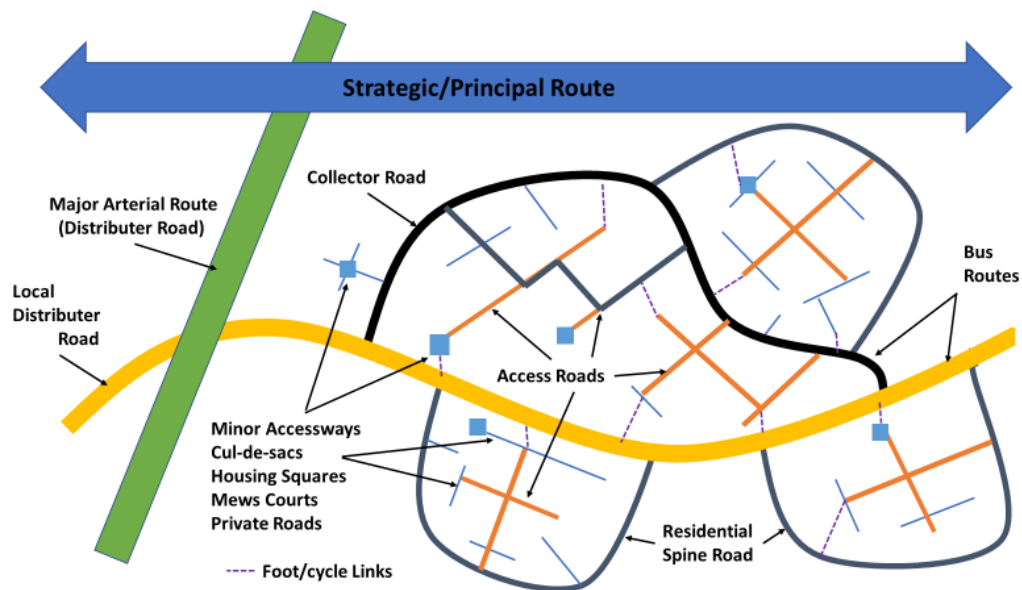 Strategic/Principal Route
Collector Road
Major Arterial Route
(Distributer Road)
Bus
Routes
Local
Distributer
Road
Access Roads
Minor Accessways
Cul-de-sacs
Housing Squares
Mews Courts
Private Roads
Residential
Spine Road
Foot/cycle Links